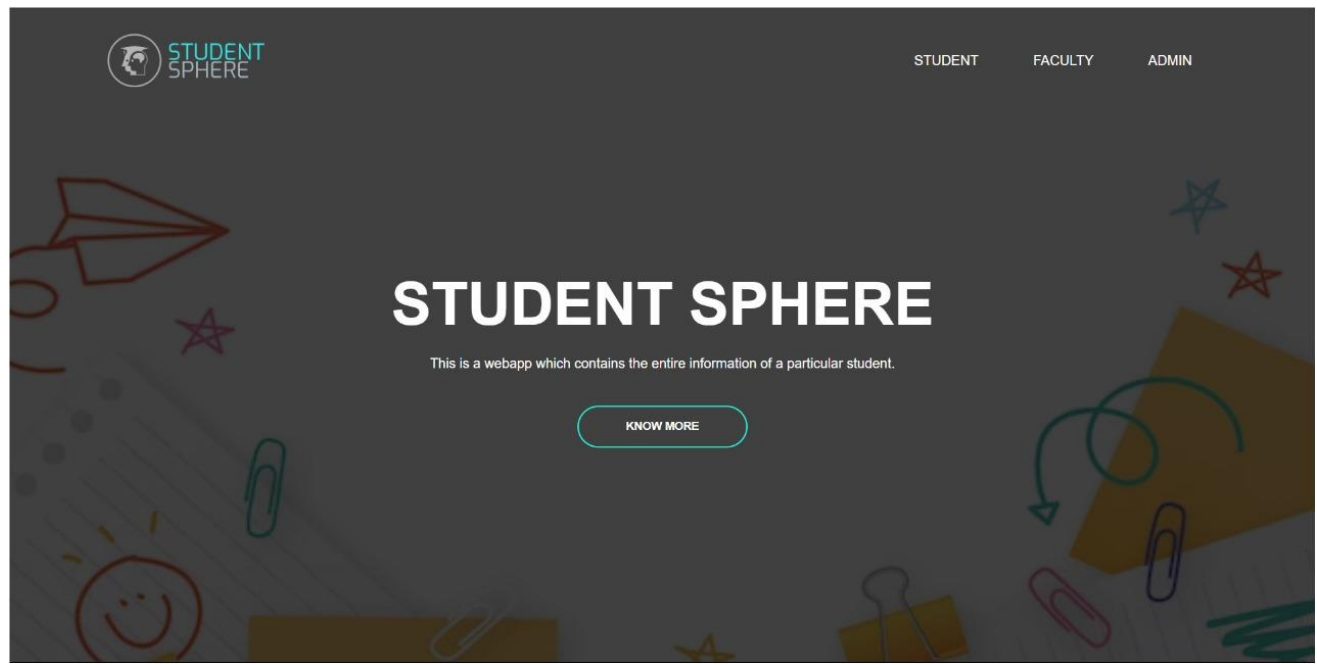 STUDENT
SPHERE
STUDENT FACULTY ADMIN
STUDENT SPHERE
This is a webapp which contains the entire information of a particular student.
KNOW MORE